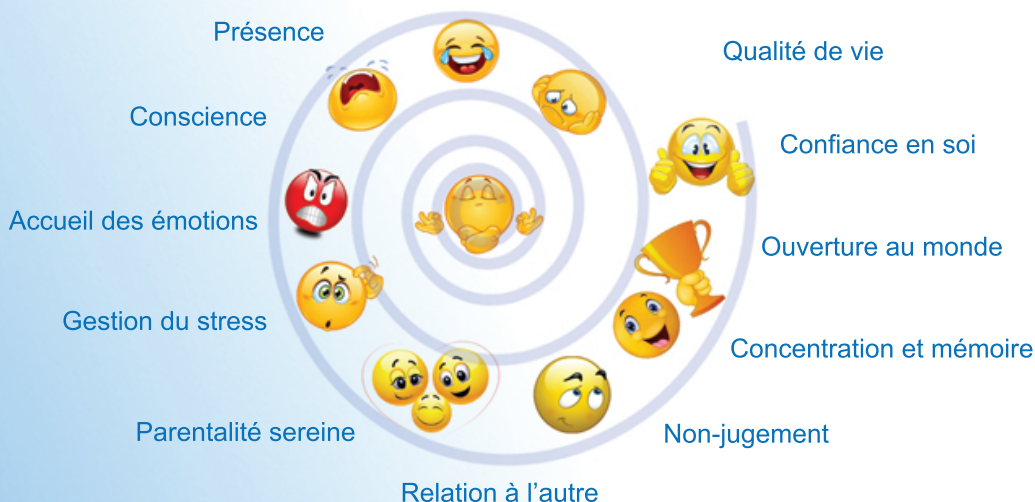 Présence
Qualité de vie
Conscience
Confiance en soi
Accueil des émotions
Ouverture au monde
Gestion du stress
Concentration et mémoire
Parentalité sereine
Non-jugement
Relation à l’autre